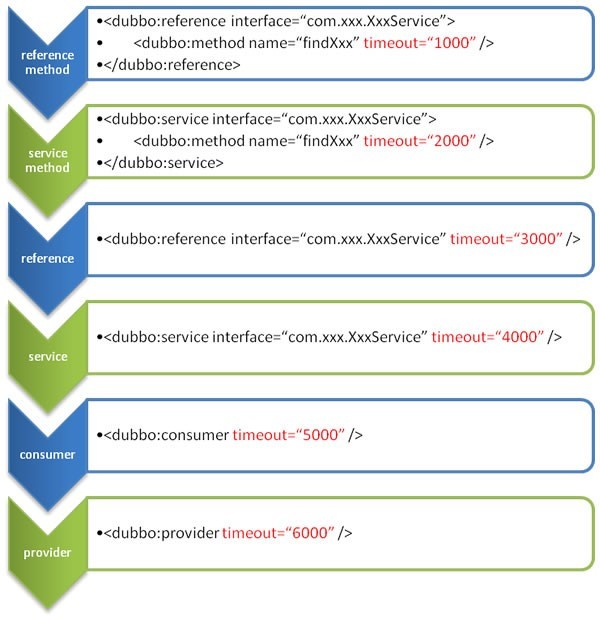 reference
method
•<dubbo:reference interface=“com.xxx.XxxService”>
• <dubbo:method name=“findXxx” timeout=“1000” />
•</dubbo:reference>
service
method
•<dubbo:service interface=“com.xxx.XxxService”>
• <dubbo:method name=“findXxx” timeout=“2000” />
•</dubbo:service>
reference
•<dubbo:reference interface=“com.xxx.XxxService” timeout=“3000” />
service
•<dubbo:service interface=“com.xxx.XxxService” timeout=“4000” />
consumer
•<dubbo:consumer timeout=“5000” />
provider
•<dubbo:provider timeout=“6000” />